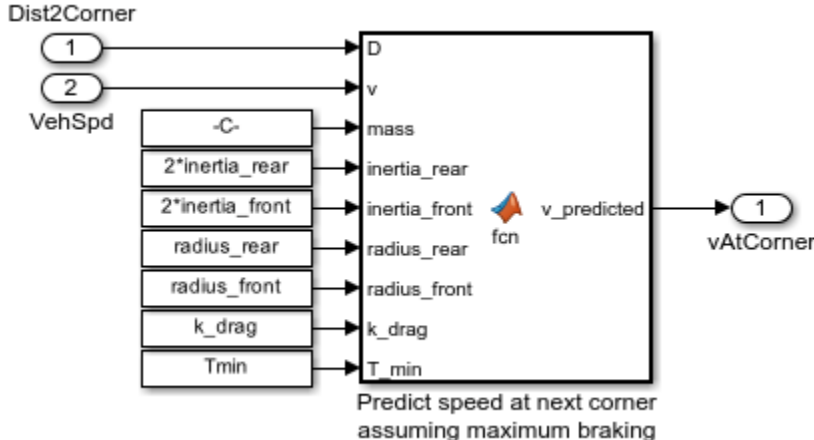 Dist2Corner
1
D
2
v
VehSpd
-C-
mass
2*inertia_rear
inertia_rear
2*inertia_front
inertia_front
v_predicted
1
fcn
vAtCorner
radius_rear
radius_rear
radius_front
radius_front
k_drag
k_drag
Tmin
T_min
Predict speed at next corner
assuming maximum braking